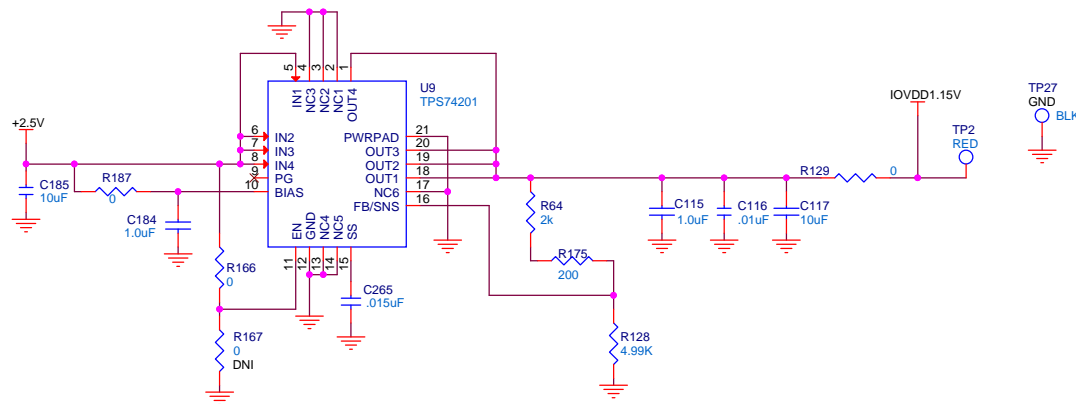 5 4 3 2 1
IN1 NC3 NC2 NC1 OUT4
U9
TPS74201
IOVDD1.15V
TP27
GND
BLK
TP2
RED
+2.5V
6 IN2
7 IN3
8 IN4
9 PG
10 BIAS
PWRPAD 21
OUT3 20
OUT2 19
OUT1 18
NC6 17
FB/SNS 16
EN GND NC4 NC5 SS
11 12 13 14 15
C185
10uF
R187
0
C184
1.0uF
R166
0
R167
0
DNI
C265
.015uF
R64
2k
R175
200
R128
4.99K
C115
1.0uF
C116
.01uF
C117
10uF
R129
0